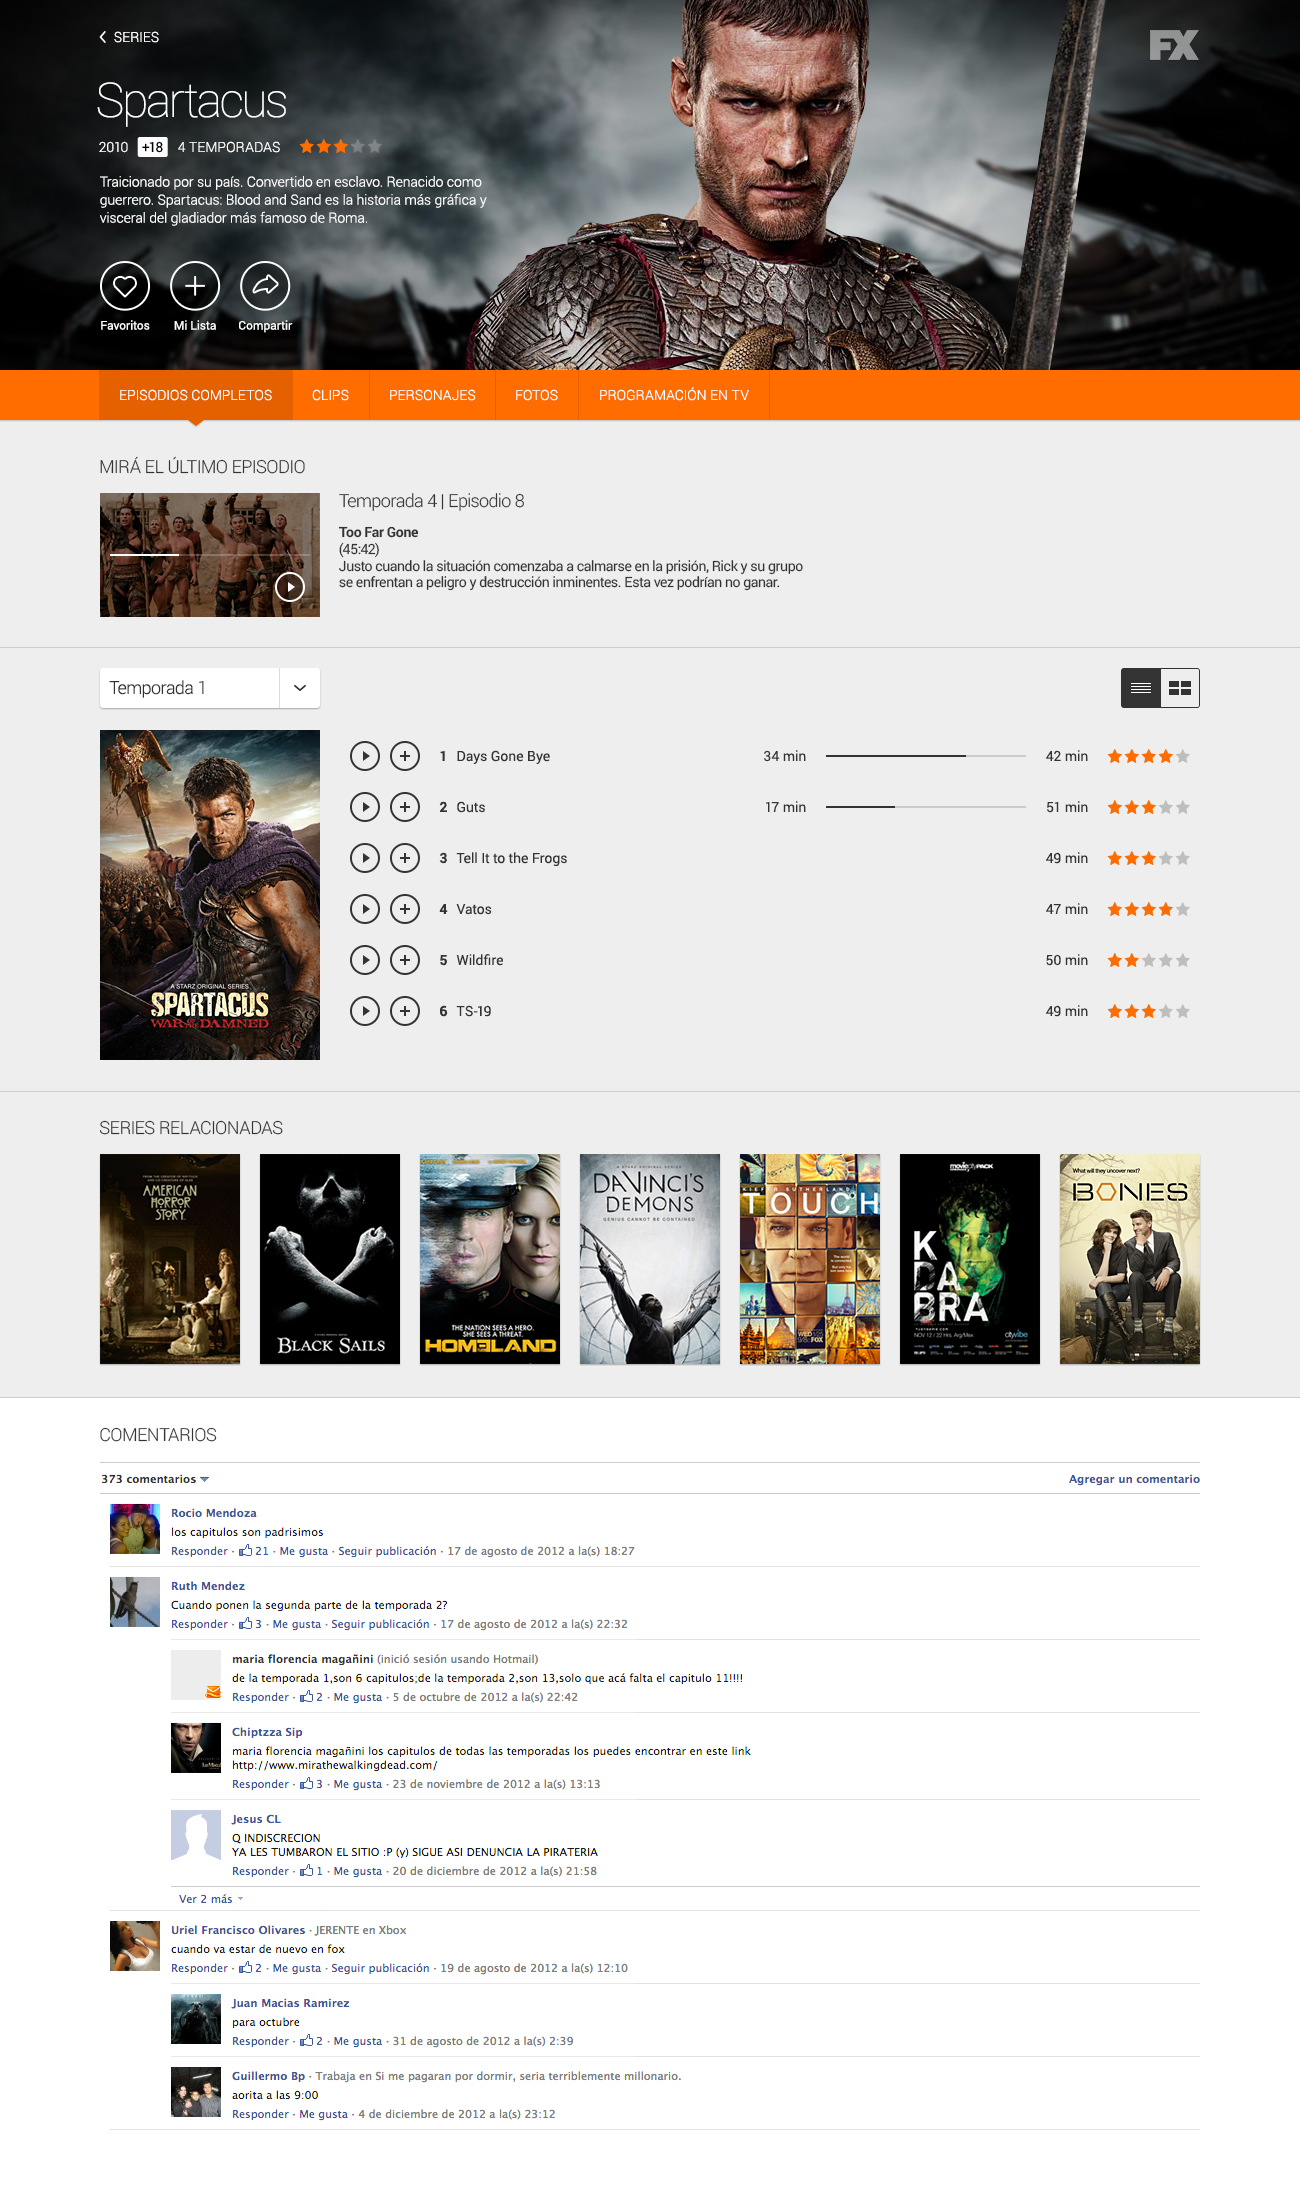 SERIES
FX
Spartacus
2010 +18 4 TEMPORADAS
Traicionado por su país. Convertido en esclavo. Renacido como
guerrero. Spartacus: Blood and Sand es la historia más gráfica y
visceral del gladiador más famoso de Roma.
Favoritos Mi Lista Compartir
EPISODIOS COMPLETOS CLIPS PERSONAJES FOTOS PROGRAMACIÓN EN TV
MIRÁ EL ÚLTIMO EPISODIO
Temporada 4 | Episodio 8
Too Far Gone
(45:42)
Justo cuando la situación comenzaba a calmarse en la prisión, Rick y su grupo
se enfrentan a peligro y destrucción inminentes. Esta vez podrían no ganar.
Temporada 1
A STARZ ORIGINAL SERIES
SPARTACUS
WAR OF THE DAMNED
1 Days Gone Bye 34 min 42 min
2 Guts 17 min 51 min
3 Tell It to the Frogs 49 min
4 Vatos 47 min
5 Wildfire 50 min
6 TS-19 49 min
SERIES RELACIONADAS
AMERICAN
HORROR
STORY
BLACK SAILS
THE NATION SEES A HERO.
SHE SEES A THREAT.
HOMELAND
A STARZ ORIGINAL SERIES
DAVINCI'S
DEMONS
GENIUS CANNOT BE CONTAINED
KIEFER SUTHERLAND
TOUCH
moviecityPACK
KDABRA
NOV 12 / 22 Hrs. Arg/Mex.
cityvibe
What will they uncover next?
BONES
COMENTARIOS
373 comentarios Agregar un comentario
Rocio Mendoza
los capitulos son padrisimos
Responder · 21 · Me gusta · Seguir publicación · 17 de agosto de 2012 a la(s) 18:27
Ruth Mendez
Cuando ponen la segunda parte de la temporada 2?
Responder · 3 · Me gusta · Seguir publicación · 17 de agosto de 2012 a la(s) 22:32
maria florencia magañini (inició sesión usando Hotmail)
de la temporada 1,son 6 capitulos;de la temporada 2,son 13,solo que acá falta el capitulo 11!!!!
Responder · 2 · Me gusta · 5 de octubre de 2012 a la(s) 22:42
Chiptzza Sip
maria florencia magañini los capitulos de todas las temporadas los puedes encontrar en este link
http://www.mirathewalkingdead.com/
Responder · 3 · Me gusta · 23 de noviembre de 2012 a la(s) 13:13
Jesus CL
Q INDISCRECION
YA LES TUMBARON EL SITIO :P (y) SIGUE ASI DENUNCIA LA PIRATERIA
Responder · 1 · Me gusta · 20 de diciembre de 2012 a la(s) 21:58
Ver 2 más
Uriel Francisco Olivares · JERENTE en Xbox
cuando va estar de nuevo en fox
Responder · 2 · Me gusta · Seguir publicación · 19 de agosto de 2012 a la(s) 12:10
Juan Macias Ramirez
para octubre
Responder · 2 · Me gusta · 31 de agosto de 2012 a la(s) 2:39
Guillermo Bp · Trabaja en Si me pagaran por dormir, seria terriblemente millonario.
aorita a las 9:00
Responder · Me gusta · 4 de diciembre de 2012 a la(s) 23:12